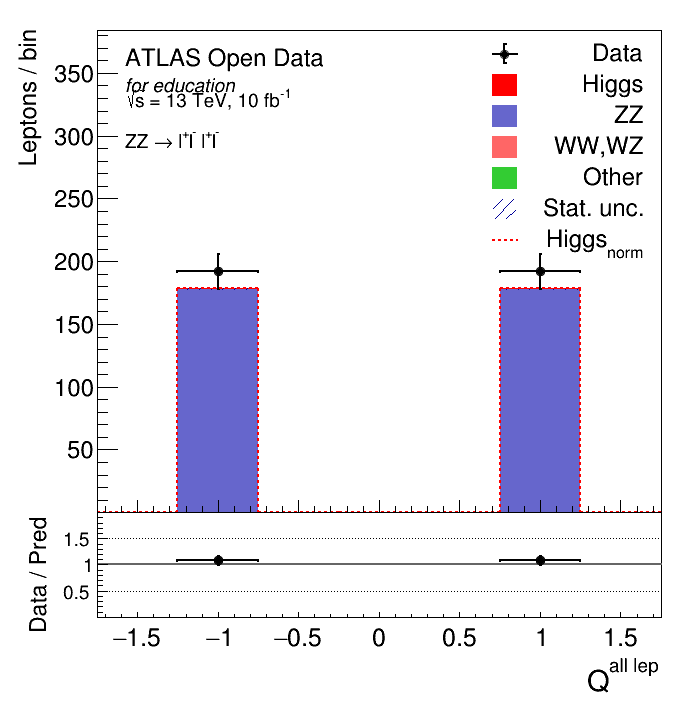 Leptons / bin
350
300
250
200
150
100
50
ATLAS Open Data
for education
√s = 13 TeV, 10 fb⁻¹
ZZ → l⁺l⁻ l⁺l⁻
Data
Higgs
ZZ
WW,WZ
Other
Stat. unc.
Higgsnorm
Data / Pred
1.5
1
0.5
−1.5 −1 −0.5 0 0.5 1 1.5
Q all lep